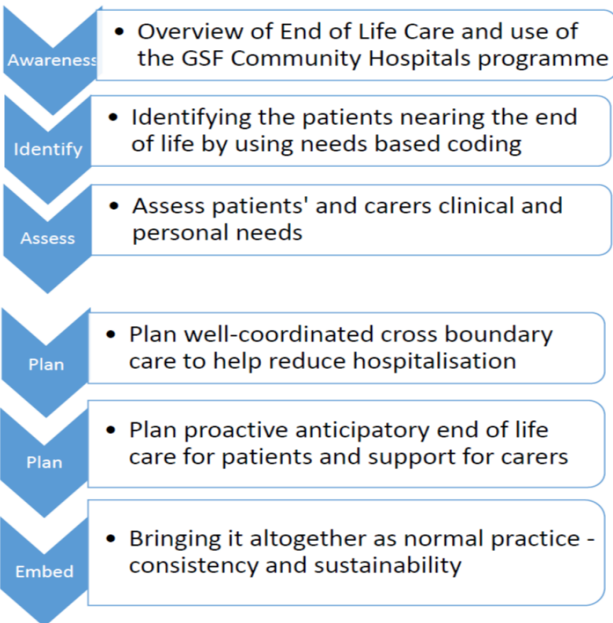 Awareness
• Overview of End of Life Care and use of
the GSF Community Hospitals programme
Identify
• Identifying the patients nearing the end
of life by using needs based coding
Assess
• Assess patients' and carers clinical and
personal needs
Plan
• Plan well-coordinated cross boundary
care to help reduce hospitalisation
Plan
• Plan proactive anticipatory end of life
care for patients and support for carers
Embed
• Bringing it altogether as normal practice -
consistency and sustainability